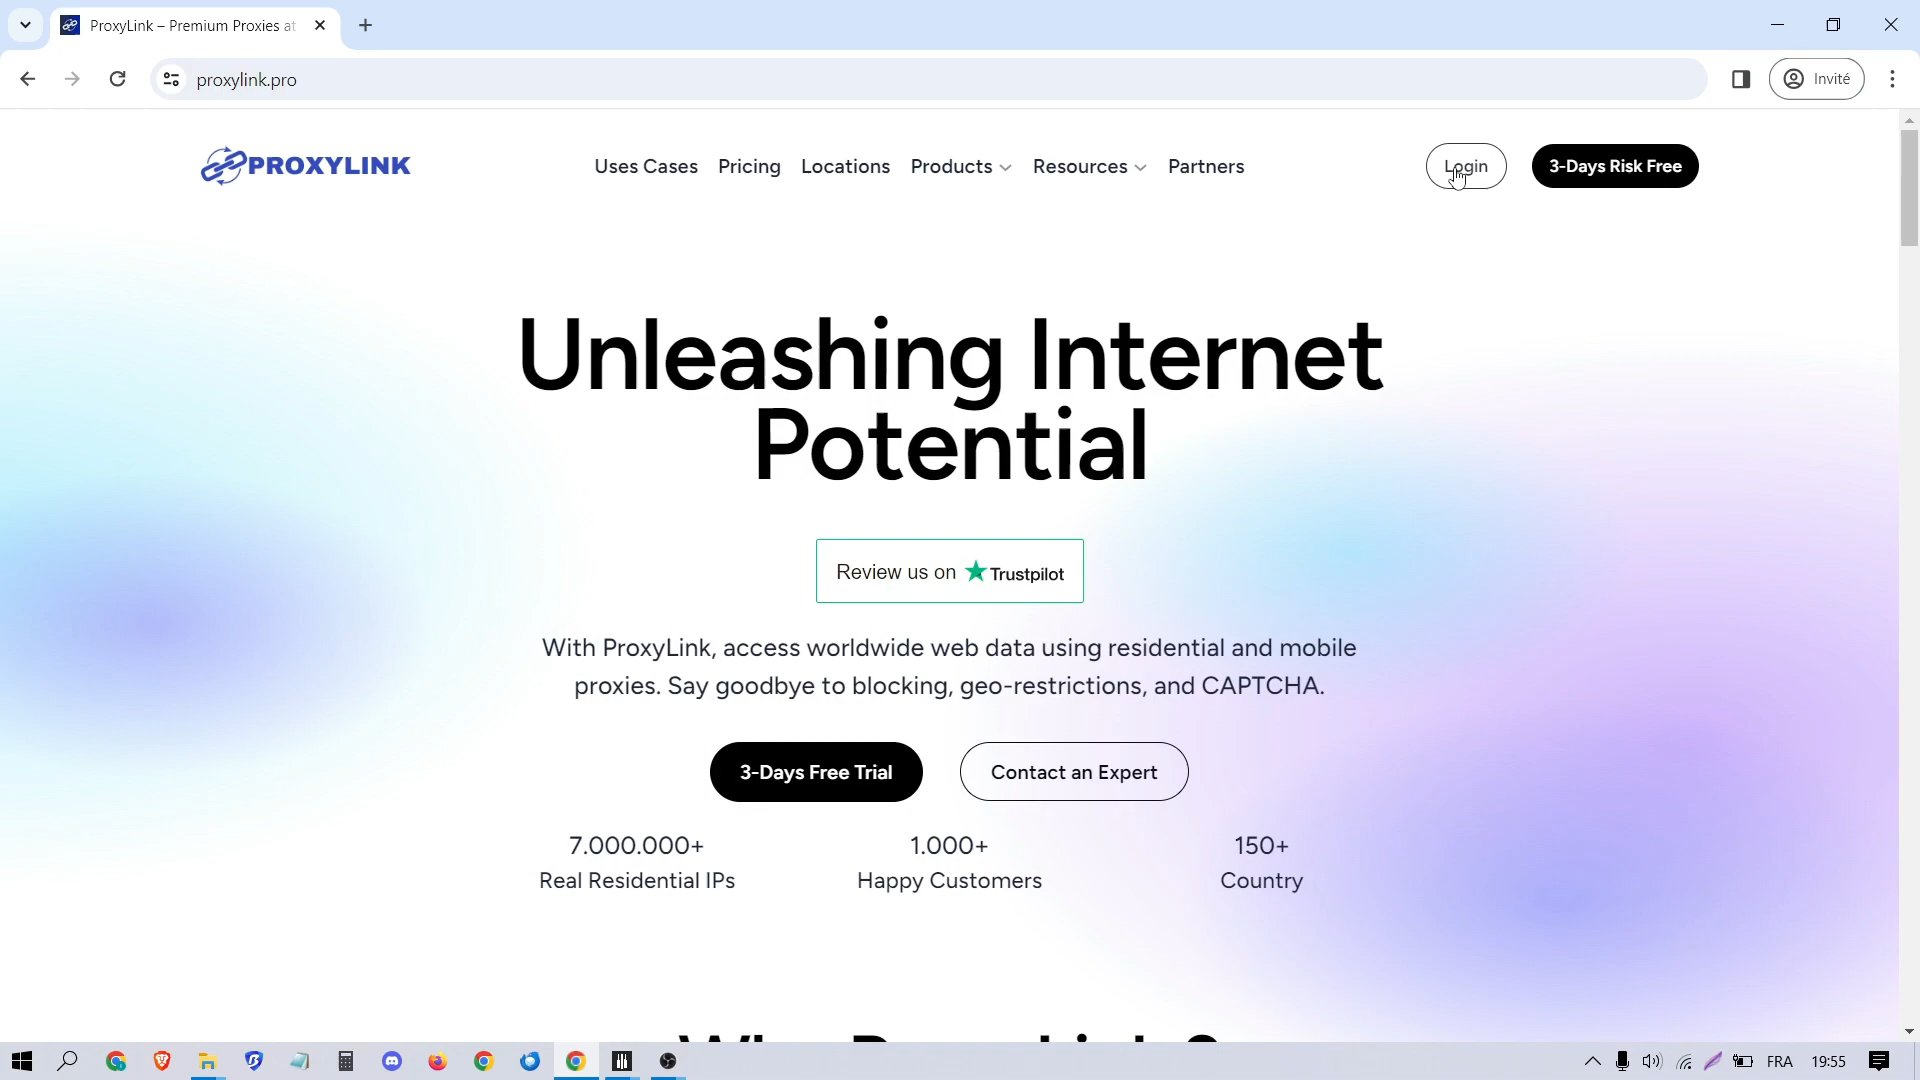 ProxyLink – Premium Proxies at
proxylink.pro
Invité
PROXYLINK
Uses Cases Pricing Locations Products Resources Partners
Login
3-Days Risk Free
Unleashing Internet
Potential
Review us on Trustpilot
With ProxyLink, access worldwide web data using residential and mobile
proxies. Say goodbye to blocking, geo-restrictions, and CAPTCHA.
3-Days Free Trial
Contact an Expert
7.000.000+
Real Residential IPs
1.000+
Happy Customers
150+
Country
FRA
19:55